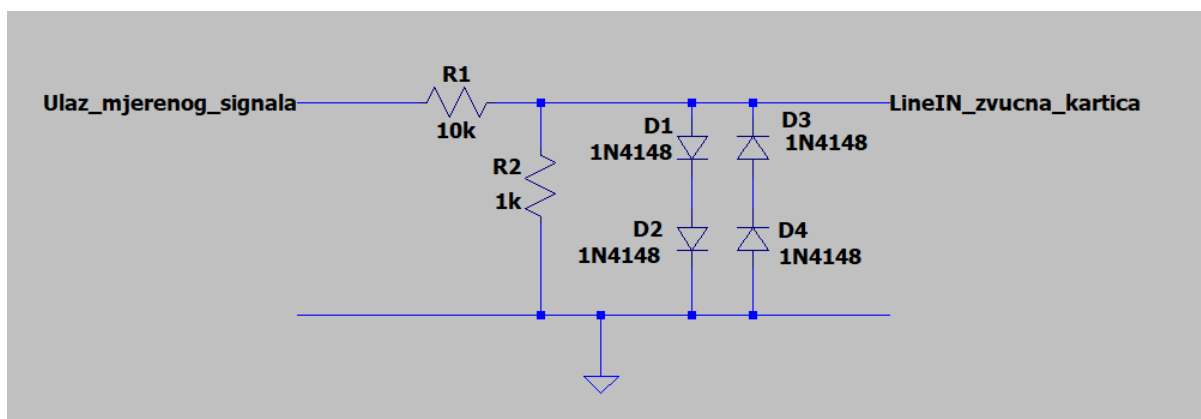 Ulaz_mjerenog_signala
R1
10k
R2
1k
D1
1N4148
D2
1N4148
D3
1N4148
D4
1N4148
LineIN_zvucna_kartica